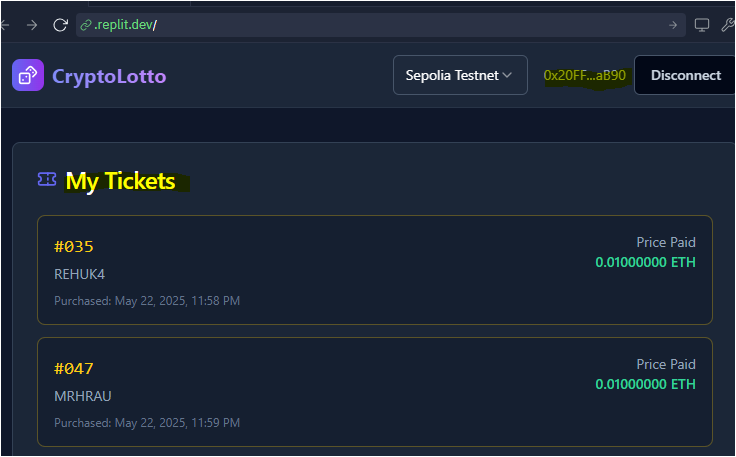 .replit.dev/
CryptoLotto
Sepolia Testnet
0x20FF...aB90
Disconnect
My Tickets
#035
Price Paid
REHUK4
0.01000000 ETH
Purchased: May 22, 2025, 11:58 PM
#047
Price Paid
MRHRAU
0.01000000 ETH
Purchased: May 22, 2025, 11:59 PM